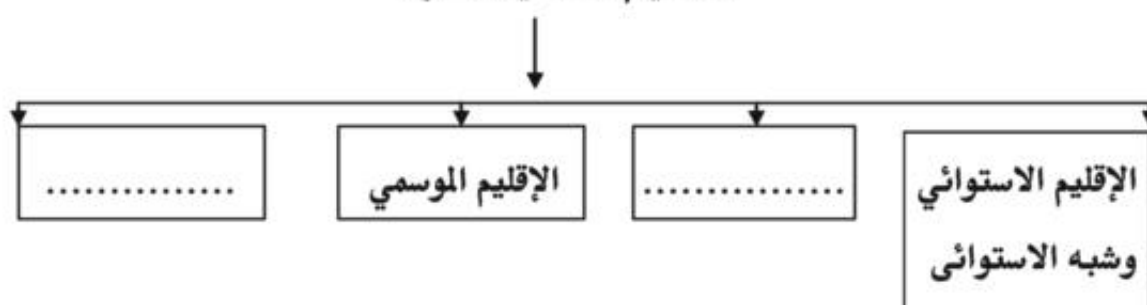 الإقليم الاستوائي
وشبه الاستوائى
................
الإقليم الموسمي
...............